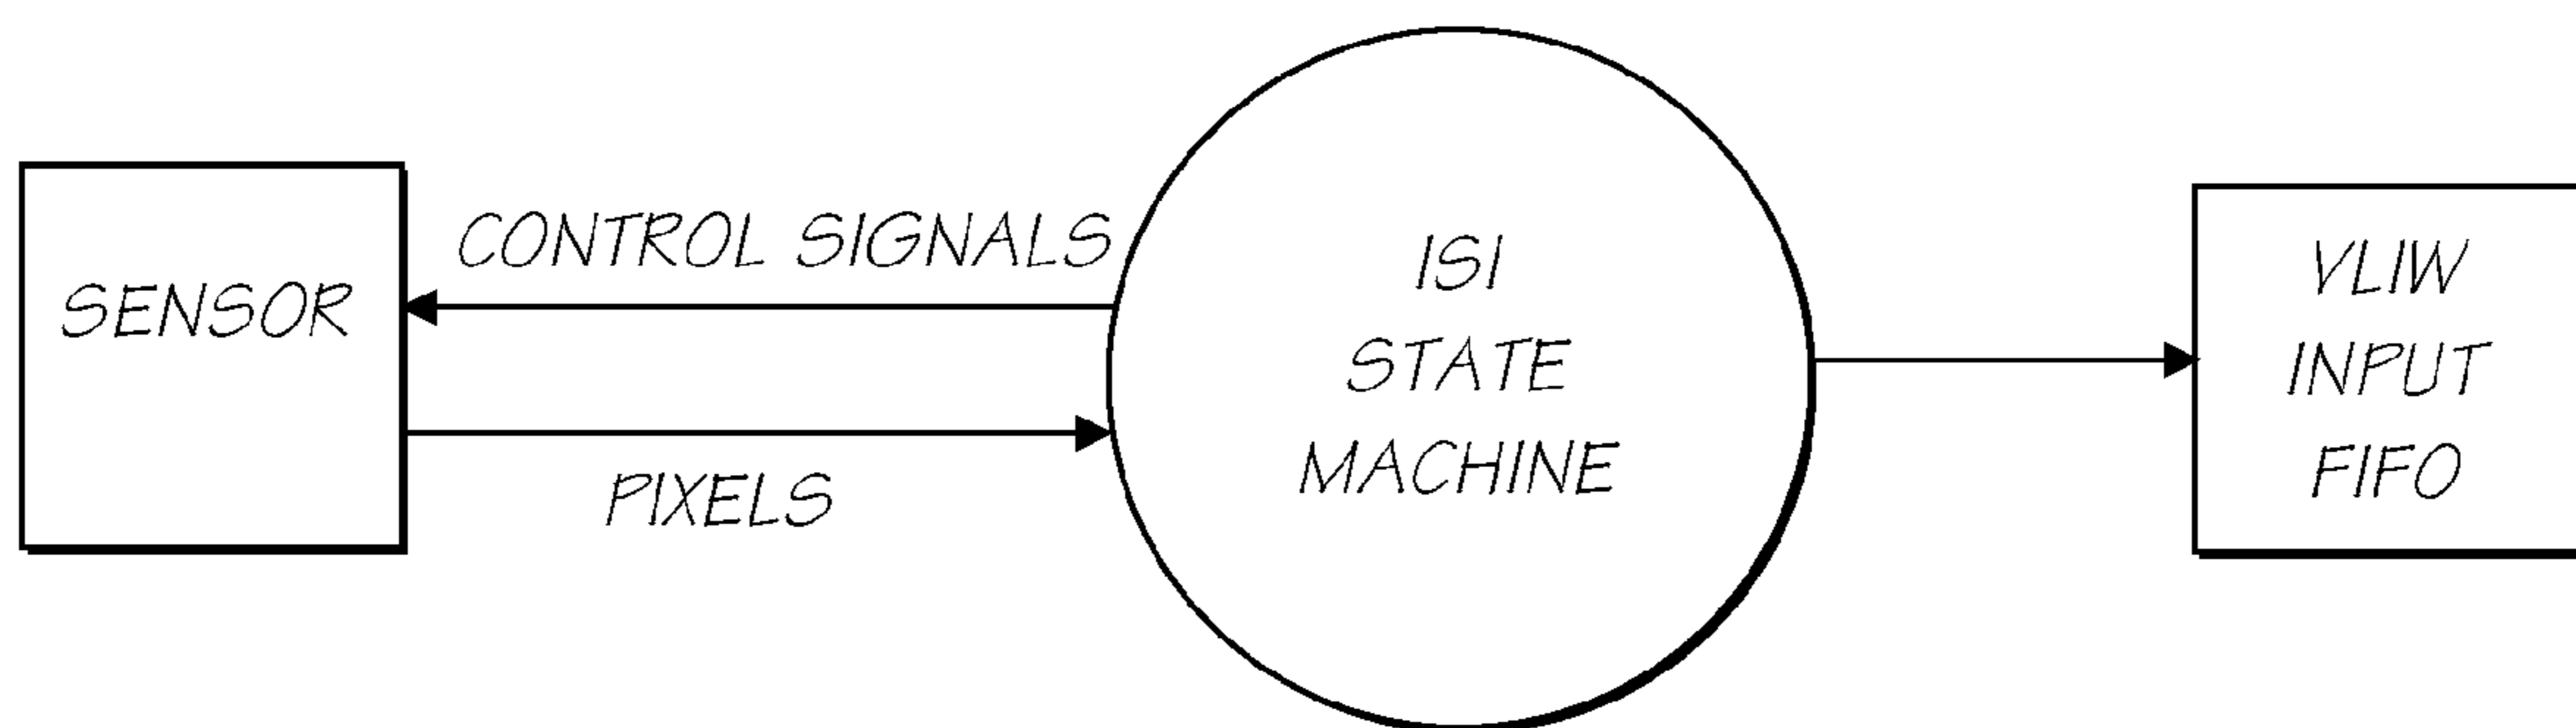 SENSOR
CONTROL SIGNALS
PIXELS
ISI
STATE
MACHINE
VLIW
INPUT
FIFO